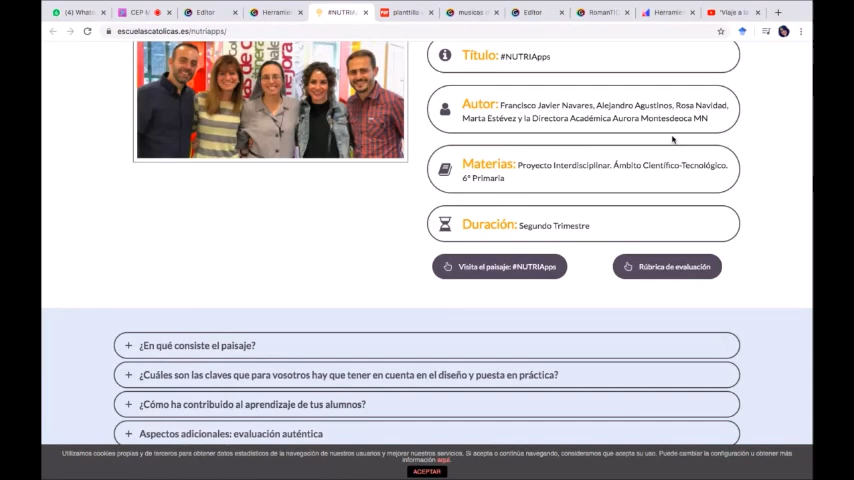 (4) Whats
CEP M
Editor
Herramien
#NUTRIA
planttilla
musicas d
Editor
RomanTIC
Herramie
"Viaje a la
escuelascatolicas.es/nutriapps/
Título: #NUTRIApps
Autor: Francisco Javier Navares, Alejandro Agustinos, Rosa Navidad,
Marta Estévez y la Directora Académica Aurora Montesdeoca MN
Materias: Proyecto Interdisciplinar. Ámbito Científico-Tecnológico.
6º Primaria
Duración: Segundo Trimestre
Visita el paisaje: #NUTRIApps
Rúbrica de evaluación
+ ¿En qué consiste el paisaje?
+ ¿Cuáles son las claves que para vosotros hay que tener en cuenta en el diseño y puesta en práctica?
+ ¿Cómo ha contribuido al aprendizaje de tus alumnos?
+ Aspectos adicionales: evaluación auténtica
Utilizamos cookies propias y de terceros para obtener datos estadísticos de la navegación de nuestros usuarios y mejorar nuestros servicios. Si acepta o continúa navegando, consideramos que acepta su uso. Puede cambiar la configuración u obtener más
información aquí.
ACEPTAR